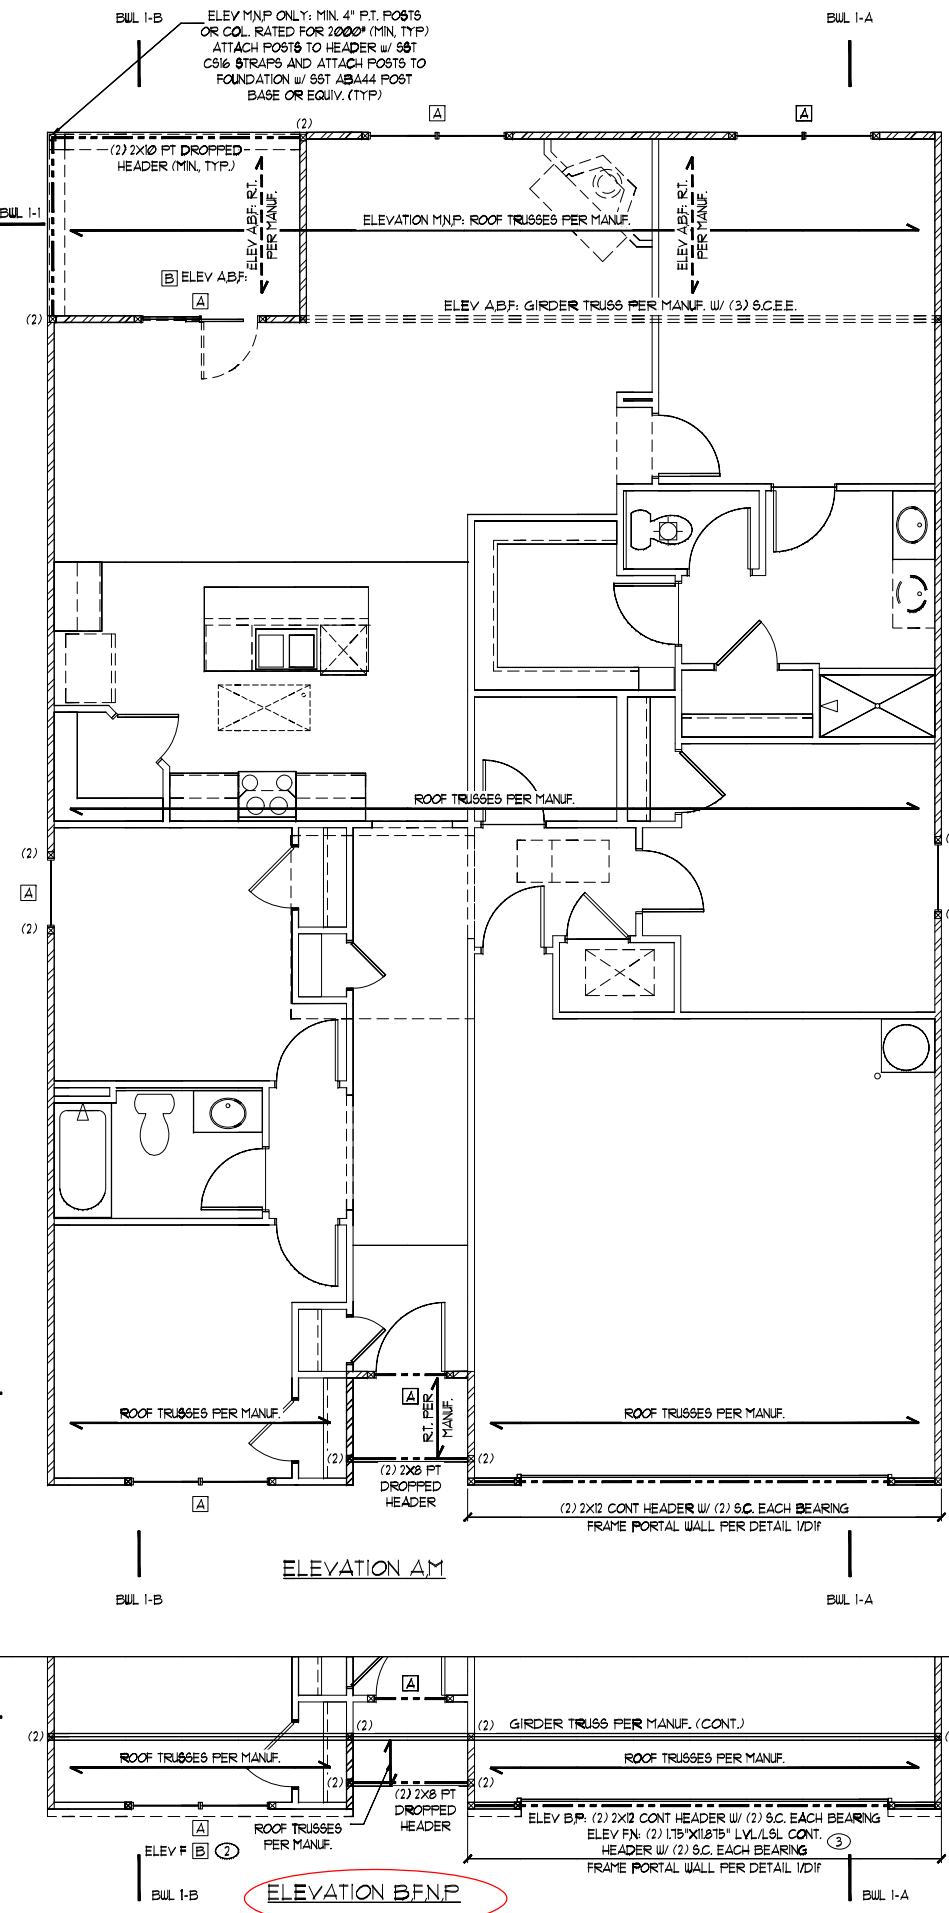 BWL 1-B
ELEV M,N,P ONLY: MIN. 4" P.T. POSTS
OR COL. RATED FOR 2000# (MIN, TYP)
ATTACH POSTS TO HEADER w/ SST
CS16 STRAPS AND ATTACH POSTS TO
FOUNDATION w/ SST ABA44 POST
BASE OR EQUIV. (TYP)
BWL 1-A
A
A
(2)
(2) 2X10 PT DROPPED
HEADER (MIN, TYP.)
BWL 1-1
ELEV A,B,F: R.T.
PER MANUF.
ELEVATION M,N,P: ROOF TRUSSES PER MANUF.
ELEV A,B,F: R.T.
PER MANUF.
B ELEV A,B,F:
A
(2)
ELEV A,B,F: GIRDER TRUSS PER MANUF. W/ (3) S.C.E.E.
ROOF TRUSSES PER MANUF.
(2)
A
(2)
A
R.T. PER
MANUF.
ROOF TRUSSES PER MANUF.
ROOF TRUSSES PER MANUF.
(2)
(2)
(2) 2X8 PT
DROPPED
HEADER
A
(2) 2X12 CONT HEADER W/ (2) S.C. EACH BEARING
FRAME PORTAL WALL PER DETAIL 1/D1f
ELEVATION A,M
BWL 1-B
BWL 1-A
A
(2)
(2)
(2)
GIRDER TRUSS PER MANUF. (CONT.)
ROOF TRUSSES PER MANUF.
ROOF TRUSSES PER MANUF.
(2)
(2)
(2) 2X8 PT
DROPPED
HEADER
A
ELEV F B 2
ROOF TRUSSES
PER MANUF.
ELEV B,P: (2) 2X12 CONT HEADER W/ (2) S.C. EACH BEARING
ELEV F,N: (2) 1.75"X11.875" LVL/LSL CONT.
HEADER W/ (2) S.C. EACH BEARING
3
FRAME PORTAL WALL PER DETAIL 1/D1f
BWL 1-B
ELEVATION B,F,N,P
BWL 1-A